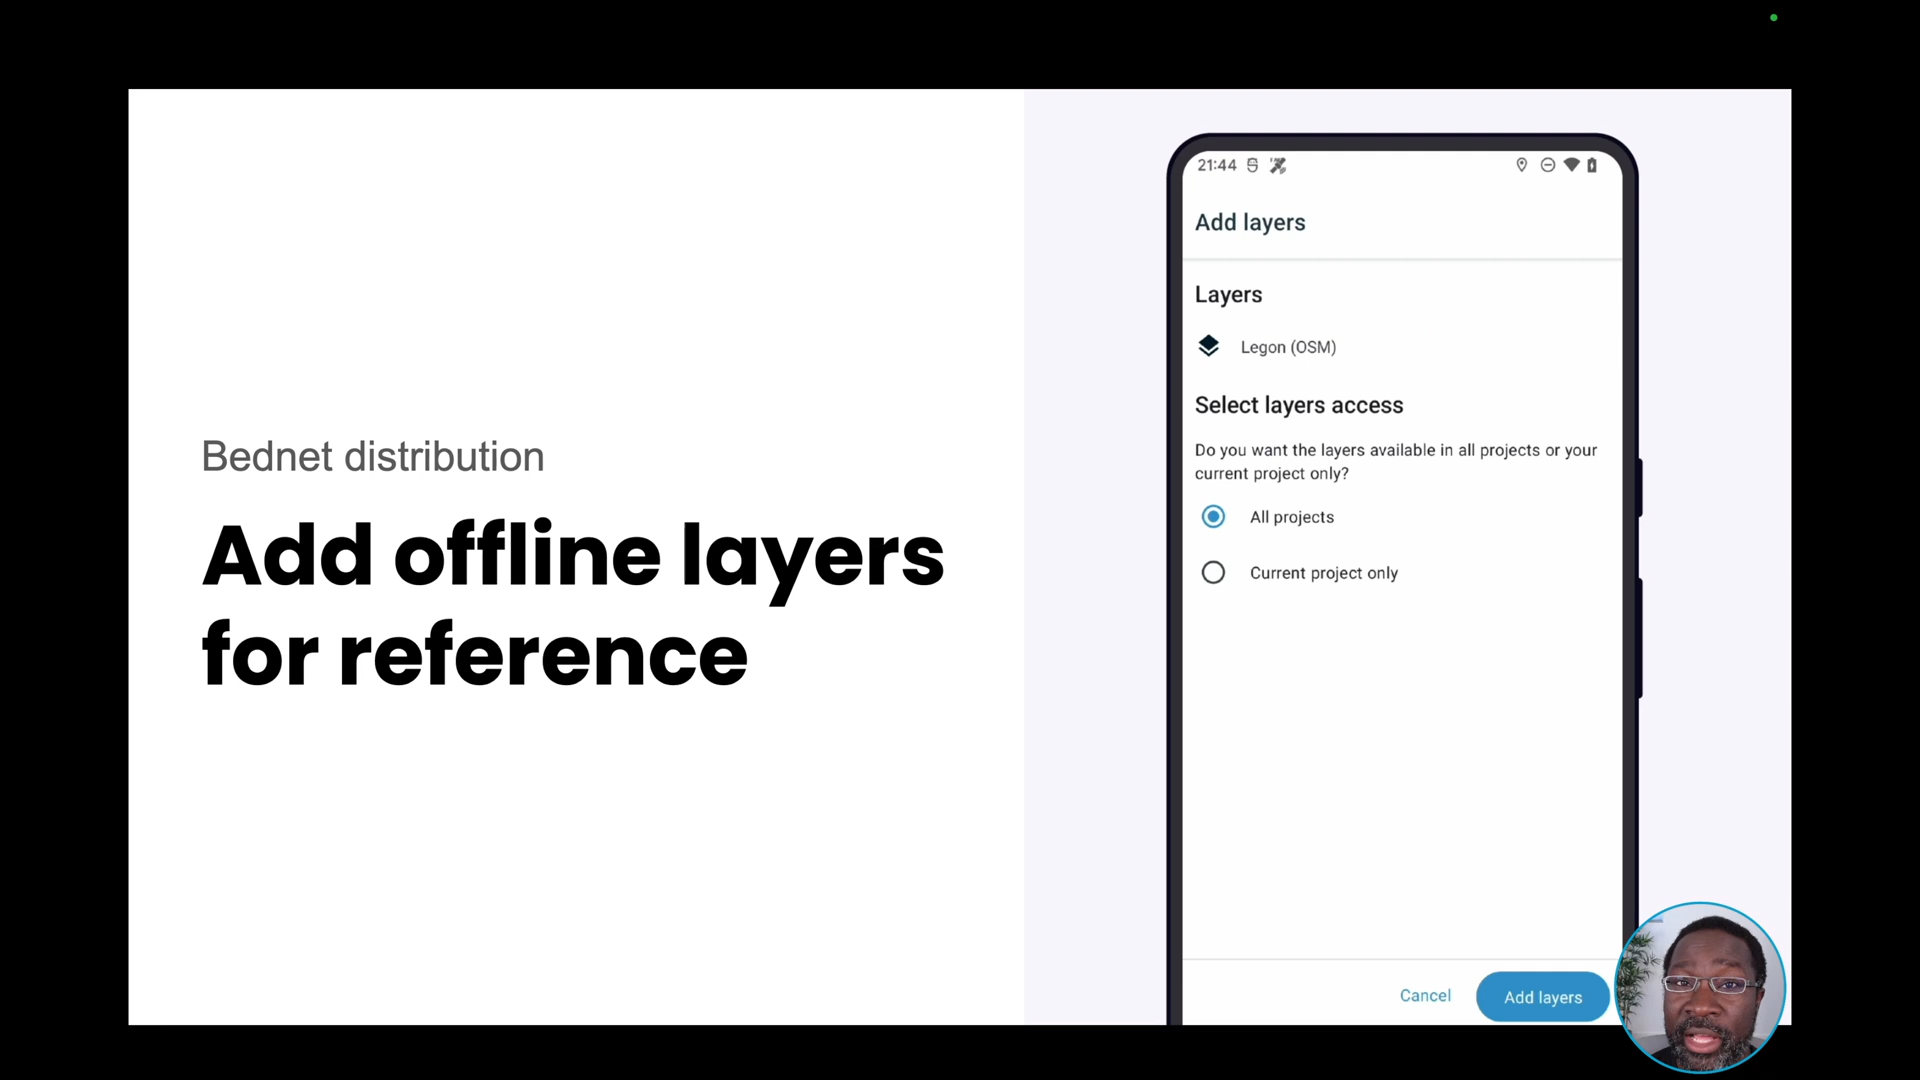 Bednet distribution
Add offline layers
for reference
21:44
Add layers
Layers
Legon (OSM)
Select layers access
Do you want the layers available in all projects or your
current project only?
All projects
Current project only
Cancel
Add layers